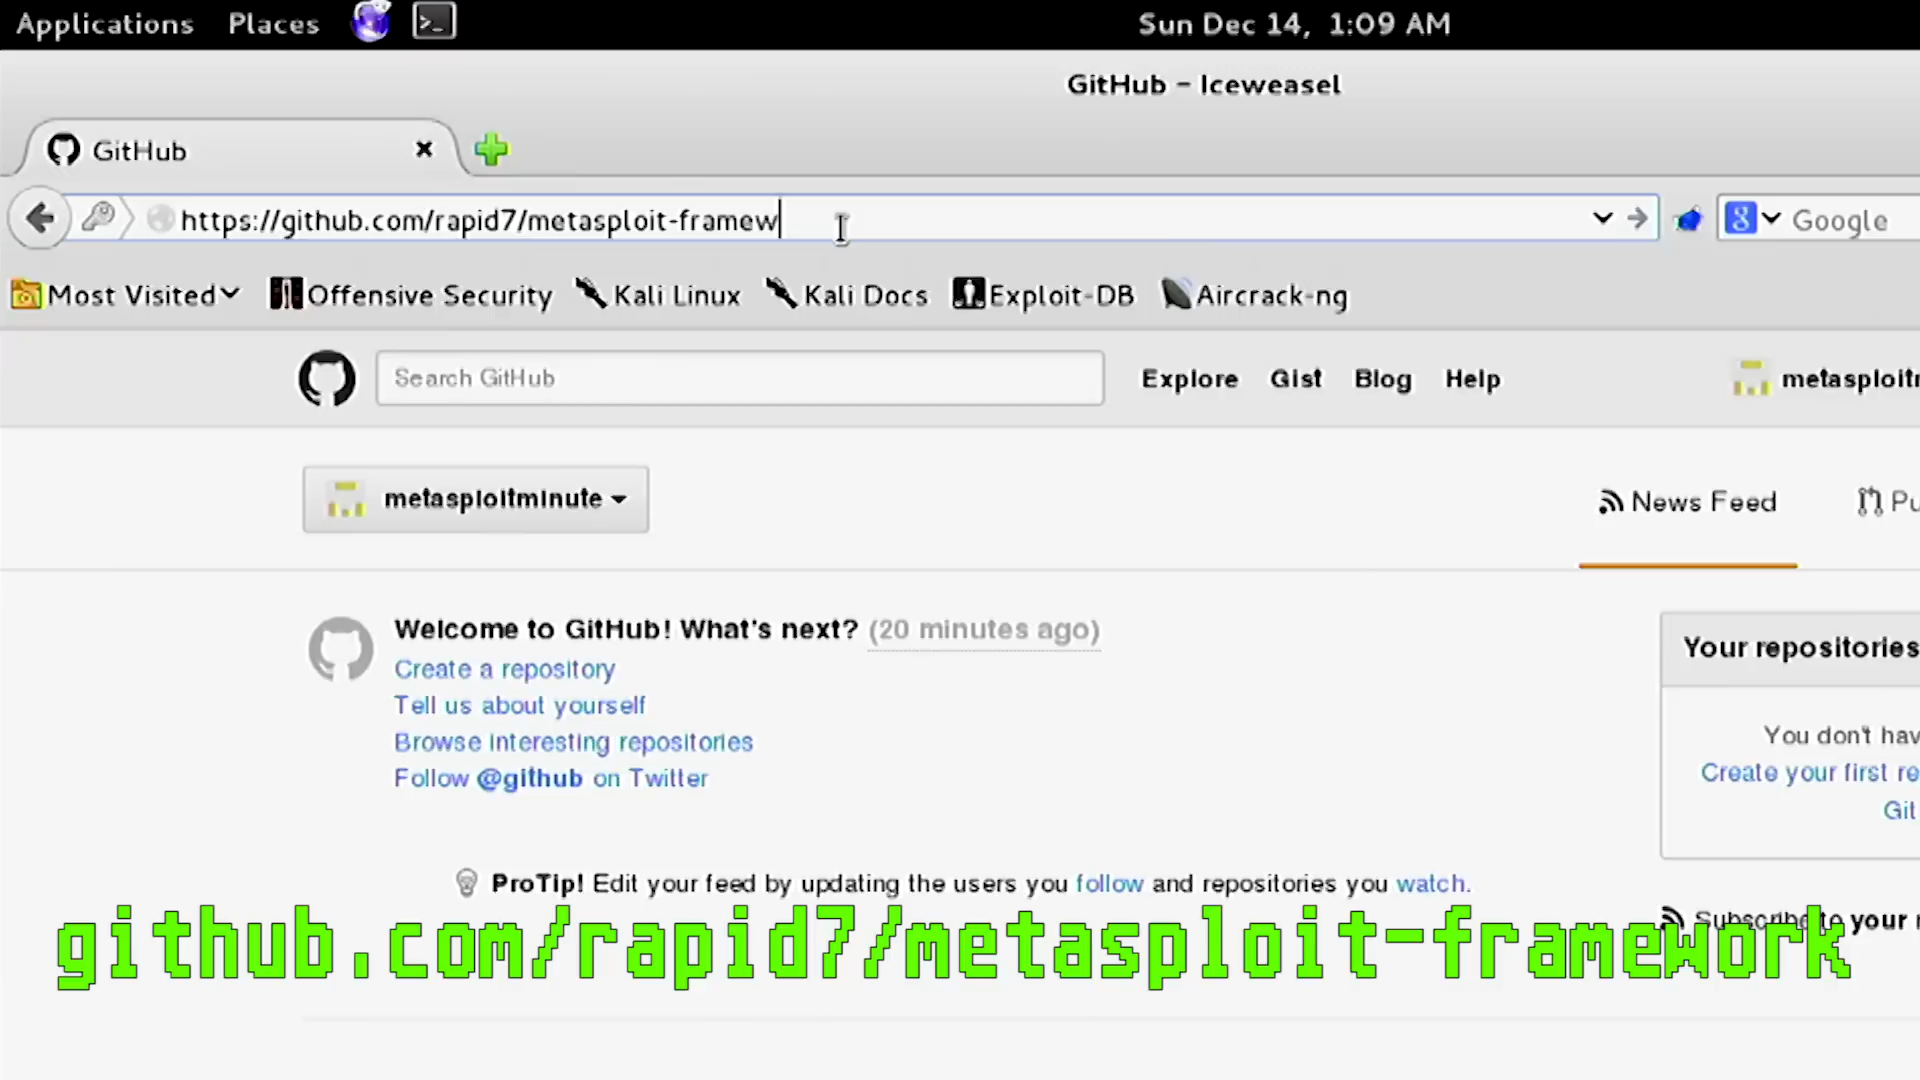 Applications Places Sun Dec 14, 1:09 AM
GitHub - Iceweasel
GitHub
https://github.com/rapid7/metasploit-framew Google
Most Visited Offensive Security Kali Linux Kali Docs Exploit-DB Aircrack-ng
Search GitHub Explore Gist Blog Help
metasploitminute News Feed
Welcome to GitHub! What's next? (20 minutes ago)
Your repositories
Create a repository
Tell us about yourself
You don't hav
Browse interesting repositories
Create your first re
Follow @github on Twitter
Git
ProTip! Edit your feed by updating the users you follow and repositories you watch.
Subscribe to your
github.com/rapid7/metasploit-framework